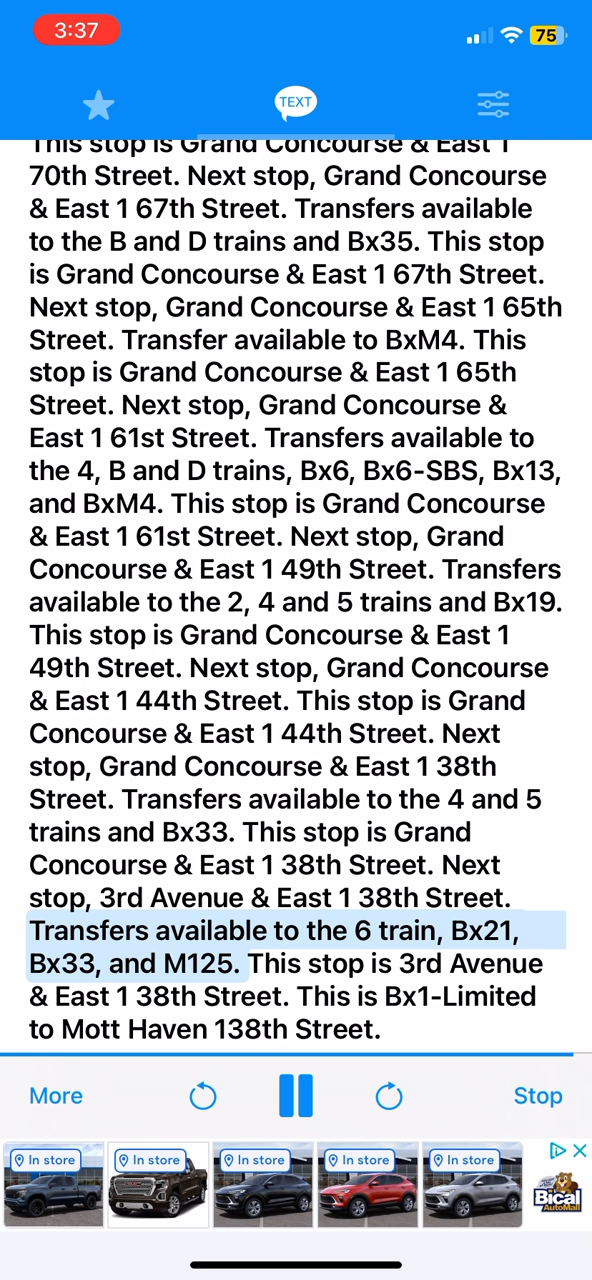 3:37
75
TEXT
This stop is Grand Concourse & East 1
70th Street. Next stop, Grand Concourse
& East 1 67th Street. Transfers available
to the B and D trains and Bx35. This stop
is Grand Concourse & East 1 67th Street.
Next stop, Grand Concourse & East 1 65th
Street. Transfer available to BxM4. This
stop is Grand Concourse & East 1 65th
Street. Next stop, Grand Concourse &
East 1 61st Street. Transfers available to
the 4, B and D trains, Bx6, Bx6-SBS, Bx13,
and BxM4. This stop is Grand Concourse
& East 1 61st Street. Next stop, Grand
Concourse & East 1 49th Street. Transfers
available to the 2, 4 and 5 trains and Bx19.
This stop is Grand Concourse & East 1
49th Street. Next stop, Grand Concourse
& East 1 44th Street. This stop is Grand
Concourse & East 1 44th Street. Next
stop, Grand Concourse & East 1 38th
Street. Transfers available to the 4 and 5
trains and Bx33. This stop is Grand
Concourse & East 1 38th Street. Next
stop, 3rd Avenue & East 1 38th Street.
Transfers available to the 6 train, Bx21,
Bx33, and M125. This stop is 3rd Avenue
& East 1 38th Street. This is Bx1-Limited
to Mott Haven 138th Street.
More
Stop
In store
In store
In store
In store
In store
Bical
AutoMall